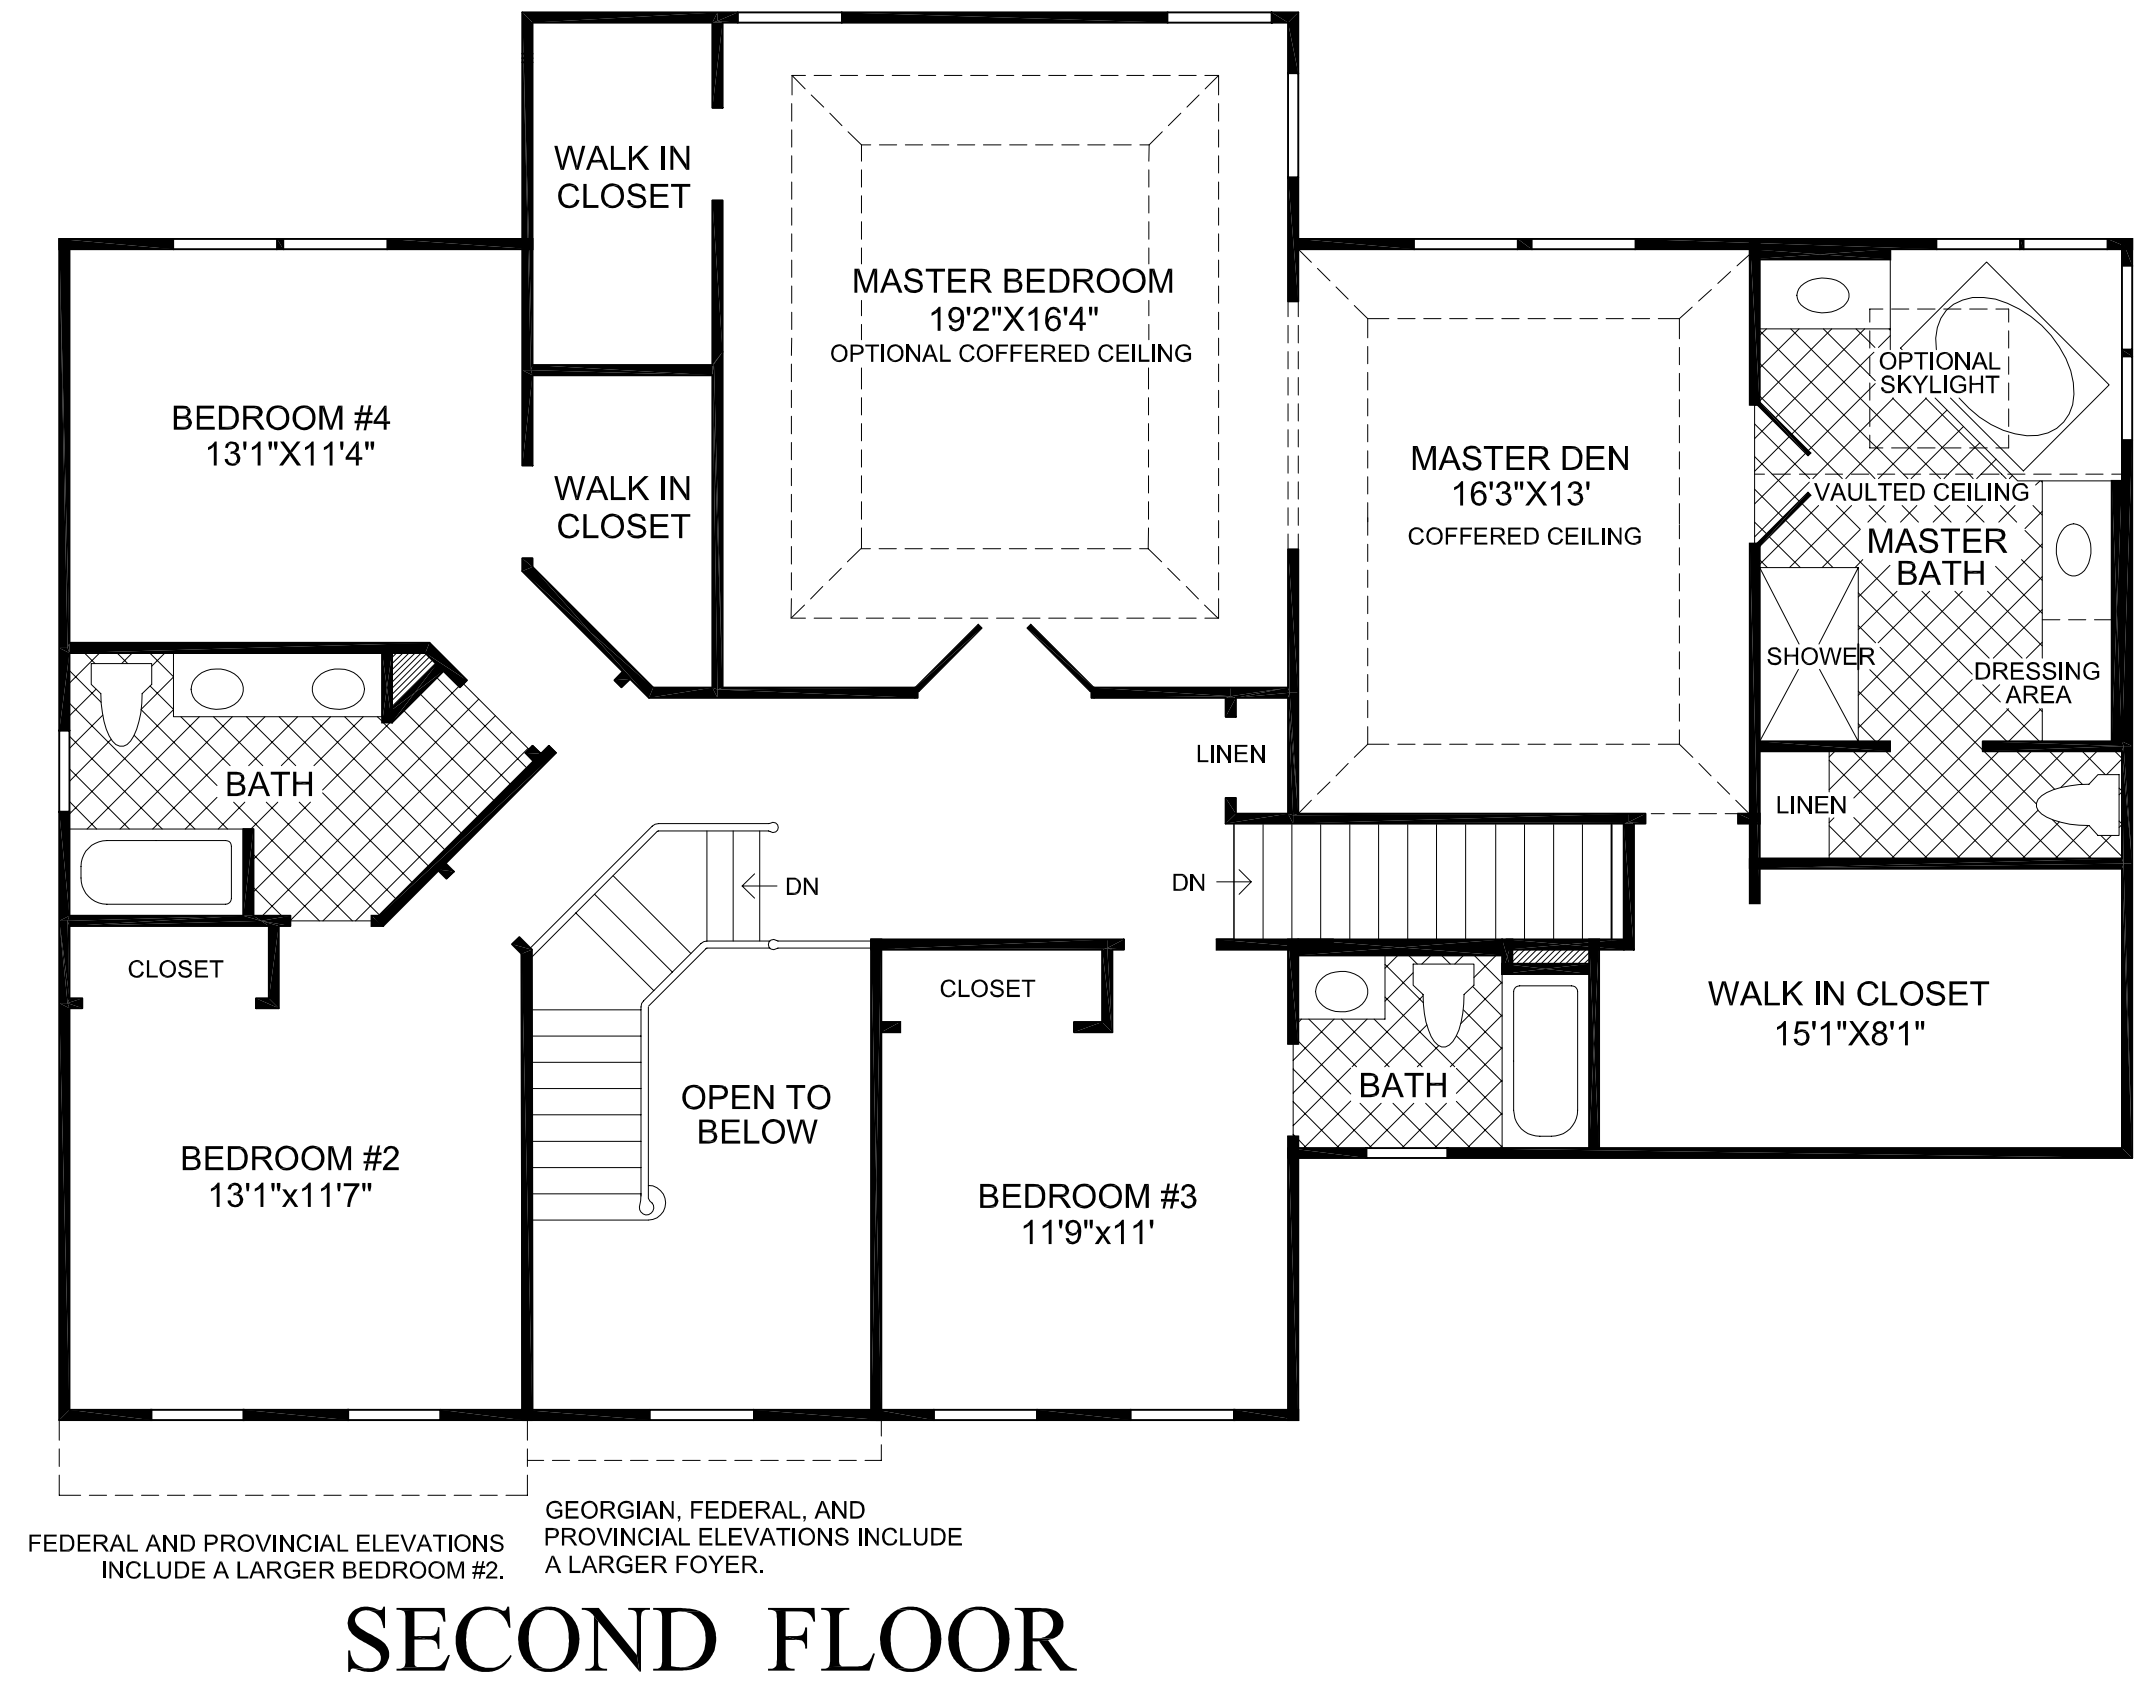 WALK IN
CLOSET
MASTER BEDROOM
19'2"X16'4"
OPTIONAL COFFERED CEILING
BEDROOM #4
13'1"X11'4"
WALK IN
CLOSET
MASTER DEN
16'3"X13'
COFFERED CEILING
OPTIONAL
SKYLIGHT
VAULTED CEILING
MASTER
BATH
SHOWER
DRESSING
AREA
LINEN
LINEN
BATH
DN
DN
CLOSET
CLOSET
WALK IN CLOSET
15'1"X8'1"
BATH
OPEN TO
BELOW
BEDROOM #2
13'1"x11'7"
BEDROOM #3
11'9"x11'
FEDERAL AND PROVINCIAL ELEVATIONS
INCLUDE A LARGER BEDROOM #2.
GEORGIAN, FEDERAL, AND
PROVINCIAL ELEVATIONS INCLUDE
A LARGER FOYER.
SECOND FLOOR